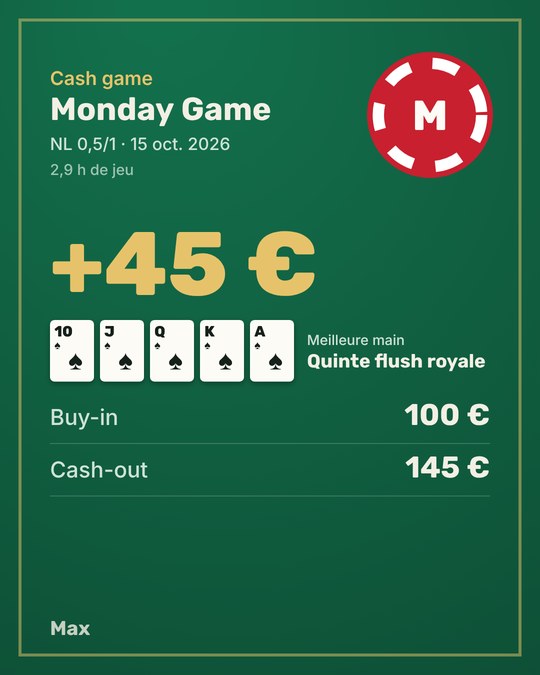 Cash game
Monday Game
NL 0,5/1 · 15 oct. 2026
2,9 h de jeu
M
+45 €
10 J Q K A
Meilleure main
Quinte flush royale
Buy-in 100 €
Cash-out 145 €
Max